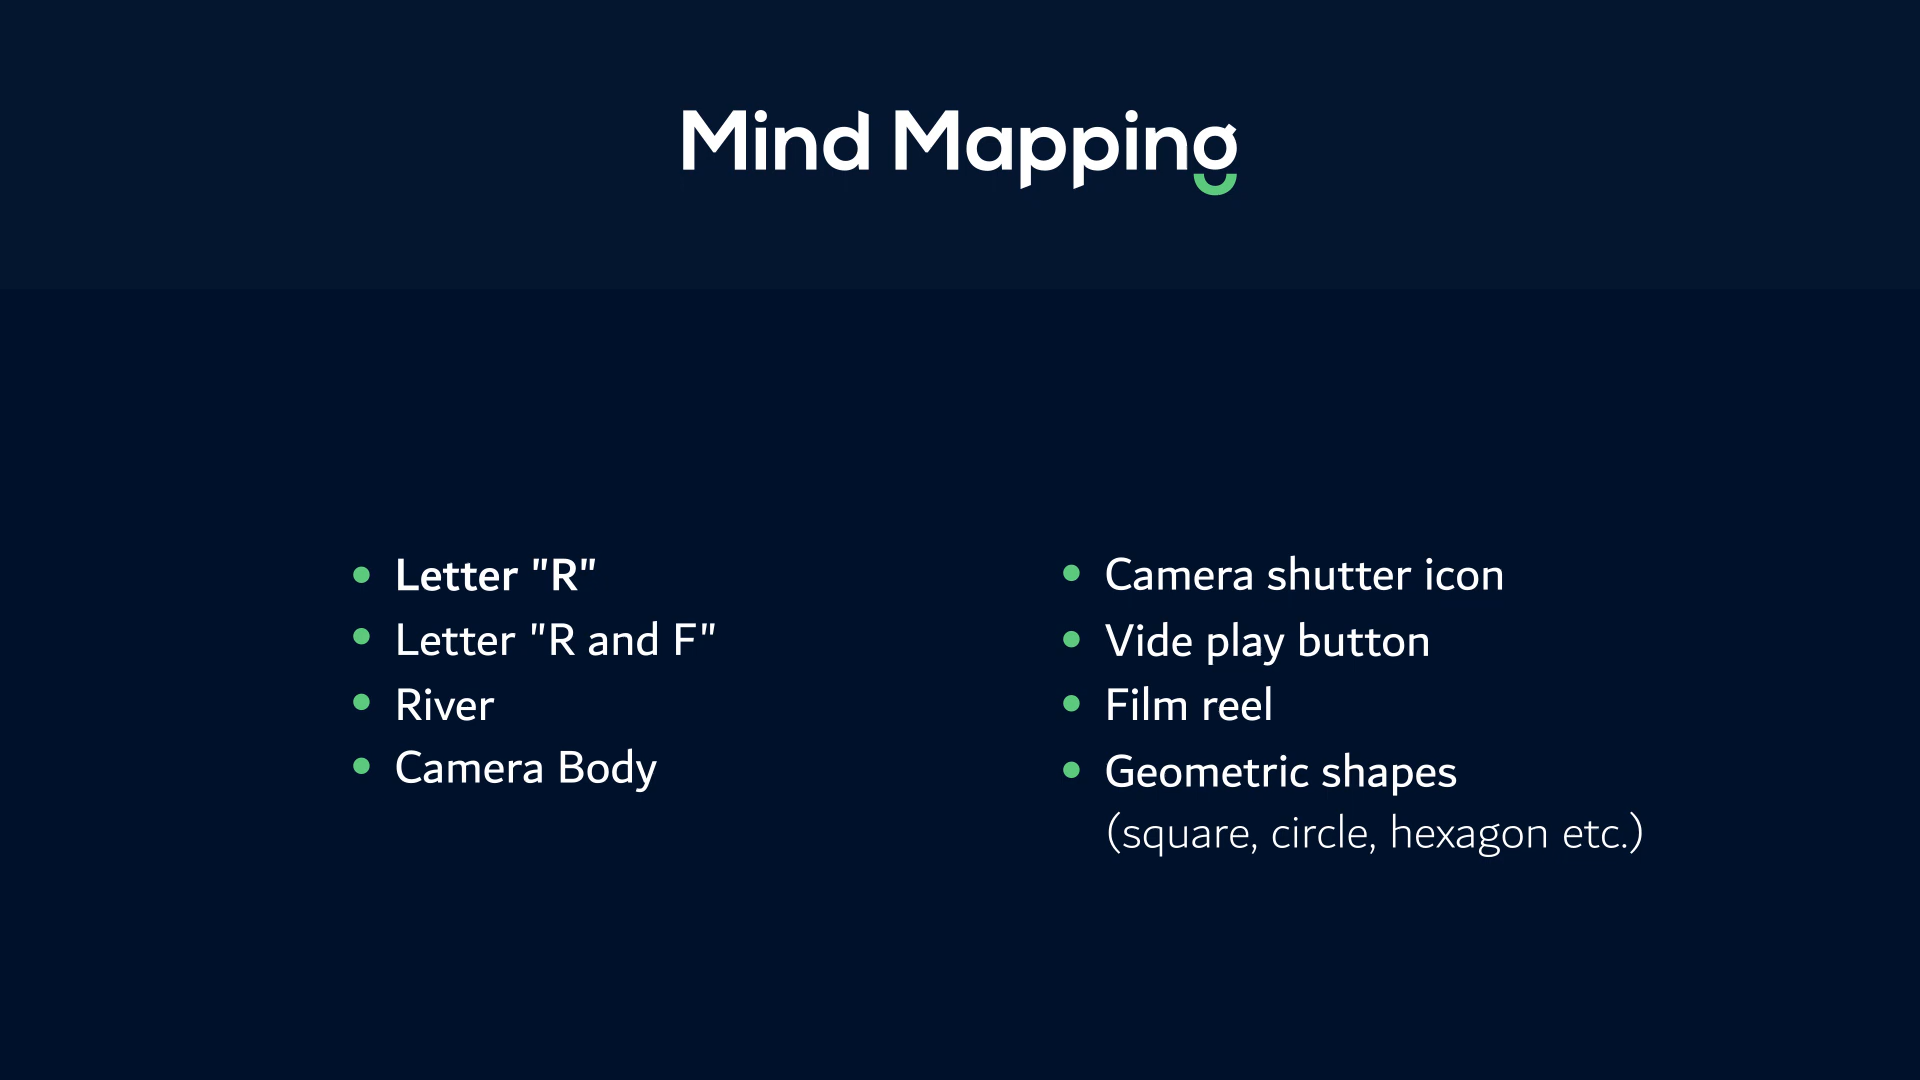 Mind Mapping
Letter "R"
Letter "R and F"
River
Camera Body
Camera shutter icon
Vide play button
Film reel
Geometric shapes
(square, circle, hexagon etc.)